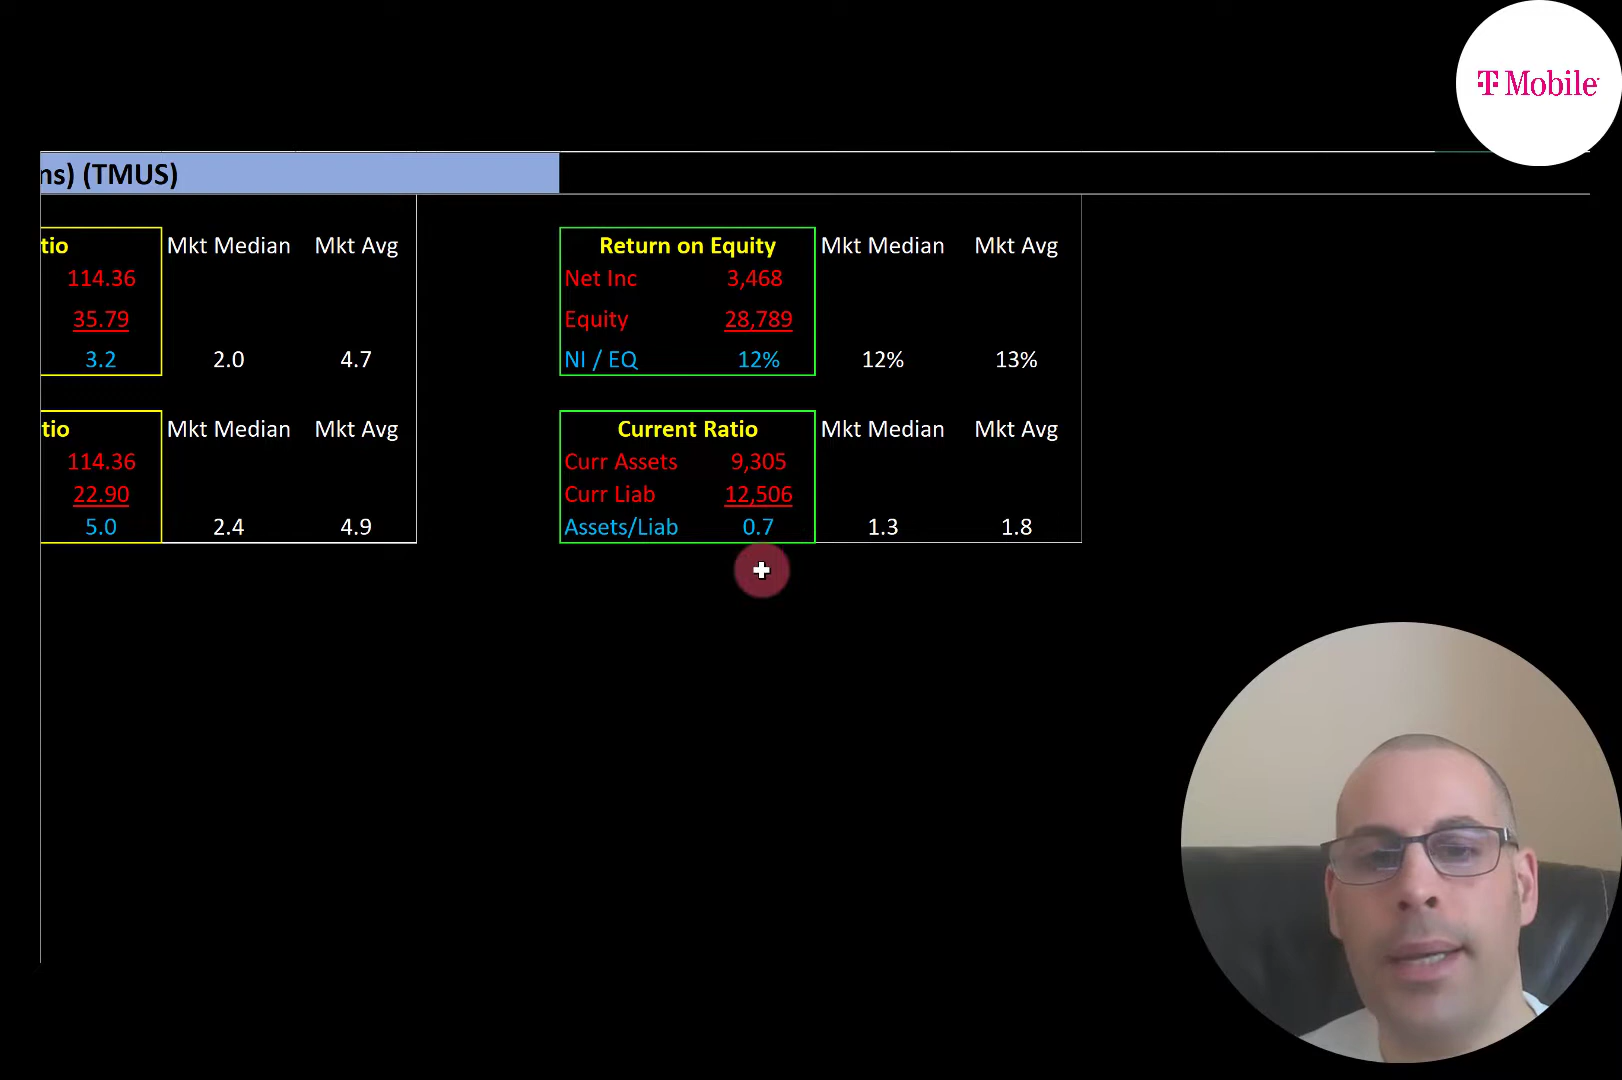 T Mobile
ns) (TMUS)
tio Mkt Median Mkt Avg
114.36
35.79
3.2 2.0 4.7
tio Mkt Median Mkt Avg
114.36
22.90
5.0 2.4 4.9
Return on Equity Mkt Median Mkt Avg
Net Inc 3,468
Equity 28,789
NI / EQ 12% 12% 13%
Current Ratio Mkt Median Mkt Avg
Curr Assets 9,305
Curr Liab 12,506
Assets/Liab 0.7 1.3 1.8